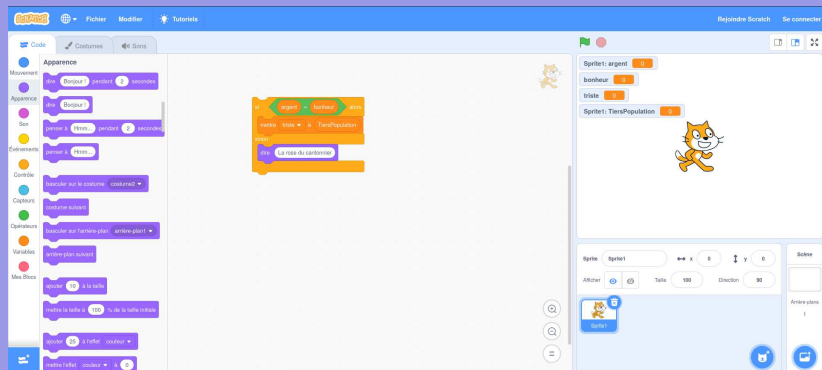 SCRATCH Fichier Modifier Tutoriels Rejoindre Scratch Se connecter
Code Costumes Sons
Mouvement
Apparence
Son
Événements
Contrôle
Capteurs
Opérateurs
Variables
Mes Blocs
Apparence
dire Bonjour ! pendant 2 secondes
dire Bonjour !
penser à Hmm... pendant 2 secondes
penser à Hmm...
basculer sur le costume costume2
costume suivant
basculer sur l'arrière-plan arrière-plan1
arrière-plan suivant
ajouter 10 à la taille
mettre la taille à 100 % de la taille initiale
ajouter 25 à l'effet couleur
mettre l'effet couleur à 0
si argent = bonheur alors
mettre triste à TiersPopulation
sinon
dire La rose du cantonnier
Sprite1: argent 0
bonheur 0
triste 0
Sprite1: TiersPopulation 0
Sprite Sprite1 x 0 y 0
Afficher Taille 100 Direction 90
Sprite1
Scène
Arrière-plans
1